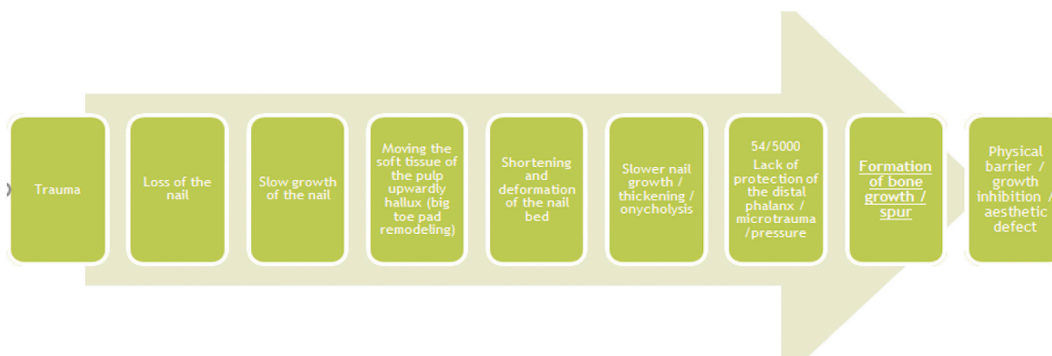 Trauma
Loss of the
nail
Slow growth
of the nail
Moving the
soft tissue of
the pulp
upwardly
hallux (big
toe pad
remodeling)
Shortening
and
deformation
of the nail
bed
Slower nail
growth /
thickening /
onycholysis
54/5000
Lack of
protection of
the distal
phalanx /
microtrauma
/pressure
Formation
of bone
growth /
spur
Physical
barrier /
growth
inhibition /
aesthetic
defect